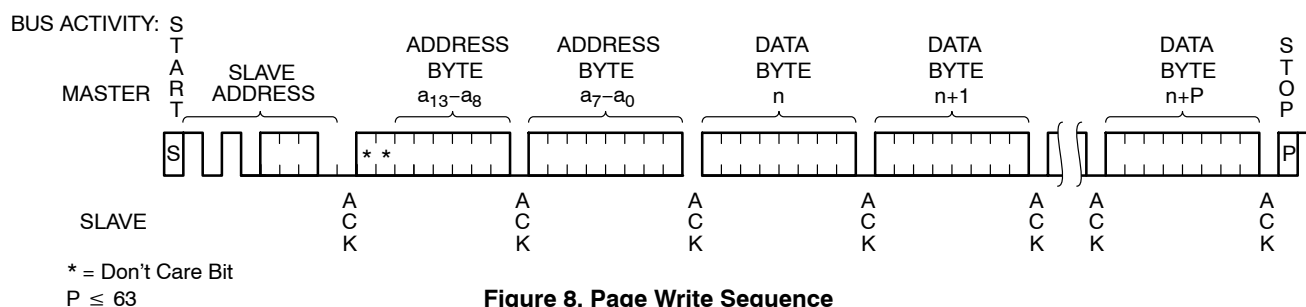 BUS ACTIVITY:
START
STOP
ADDRESS ADDRESS DATA DATA DATA
SLAVE BYTE BYTE BYTE BYTE BYTE
MASTER ADDRESS a₁₃–a₈ a₇–a₀ n n+1 n+P
S * * P
SLAVE ACK ACK ACK ACK ACK ACK ACK
* = Don't Care Bit
P ≤ 63
Figure 8. Page Write Sequence